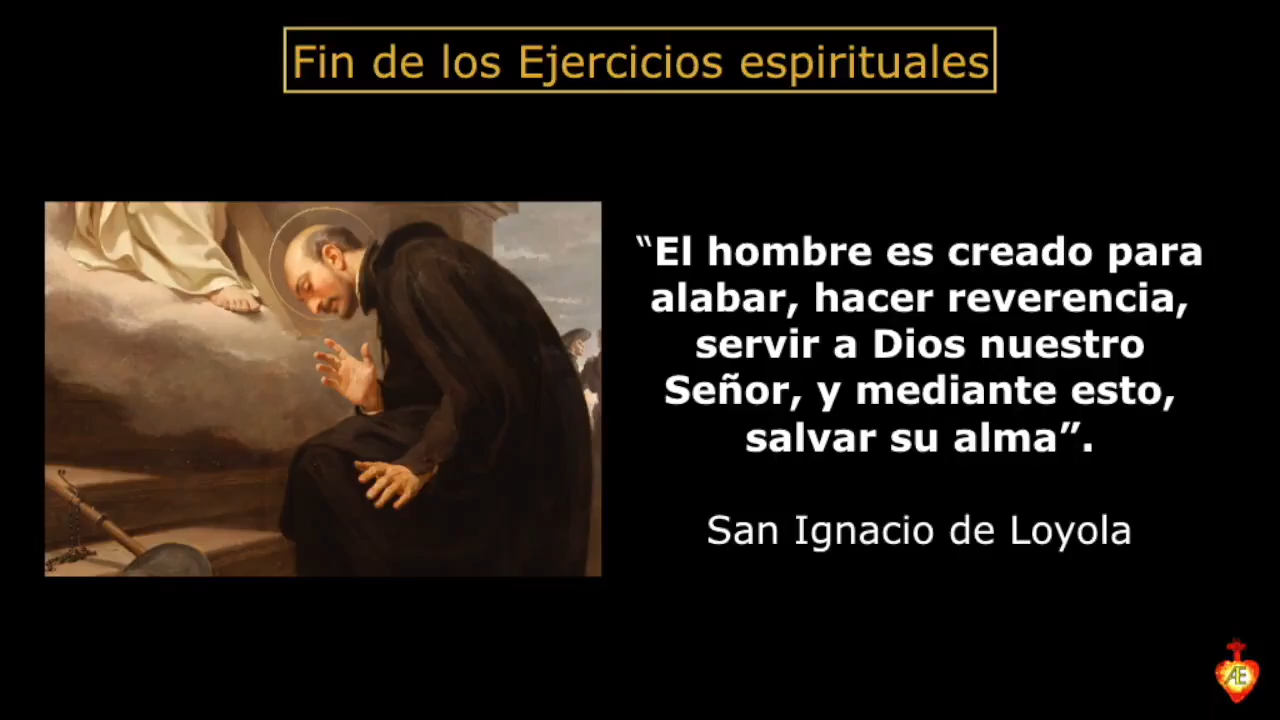 Fin de los Ejercicios espirituales
“El hombre es creado para
alabar, hacer reverencia,
servir a Dios nuestro
Señor, y mediante esto,
salvar su alma”.
San Ignacio de Loyola
Æ